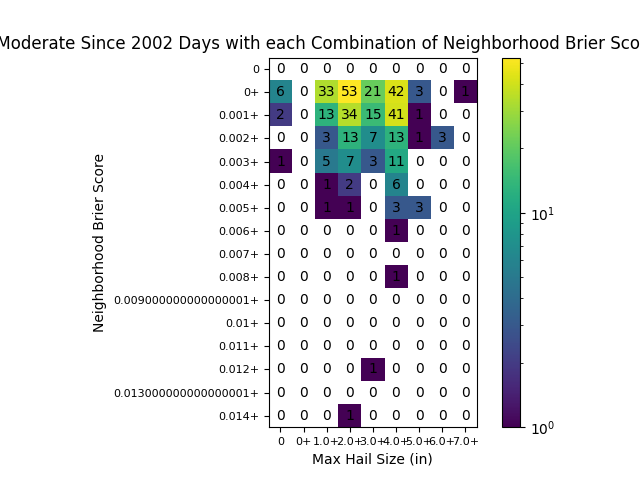 Moderate Since 2002 Days with each Combination of Neighborhood Brier Sco
0 0 0 0 0 0 0 0 0 0
0+ 6 0 33 53 21 42 3 0 1
0.001+ 2 0 13 34 15 41 1 0 0
0.002+ 0 0 3 13 7 13 1 3 0
0.003+ 1 0 5 7 3 11 0 0 0
0.004+ 0 0 1 2 0 6 0 0 0
0.005+ 0 0 1 1 0 3 3 0 0
0.006+ 0 0 0 0 0 1 0 0 0
0.007+ 0 0 0 0 0 0 0 0 0
0.008+ 0 0 0 0 0 1 0 0 0
0.009000000000000001+ 0 0 0 0 0 0 0 0 0
0.01+ 0 0 0 0 0 0 0 0 0
0.011+ 0 0 0 0 0 0 0 0 0
0.012+ 0 0 0 0 1 0 0 0 0
0.013000000000000001+ 0 0 0 0 0 0 0 0 0
0.014+ 0 0 0 1 0 0 0 0 0
0 0+ 1.0+ 2.0+ 3.0+ 4.0+ 5.0+ 6.0+ 7.0+
Max Hail Size (in)
Neighborhood Brier Score
10¹
10⁰